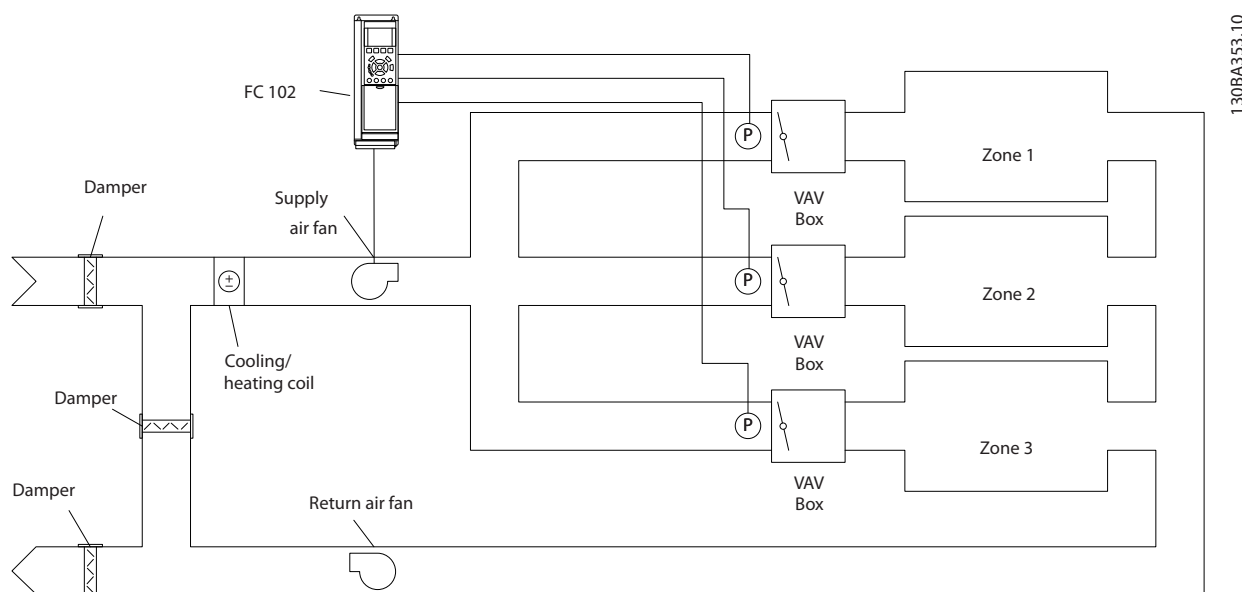 130BA353.10
FC 102
P
Zone 1
Damper
Supply
air fan
VAV
Box
P
Zone 2
Cooling/
heating coil
VAV
Box
Damper
P
Zone 3
Damper
Return air fan
VAV
Box